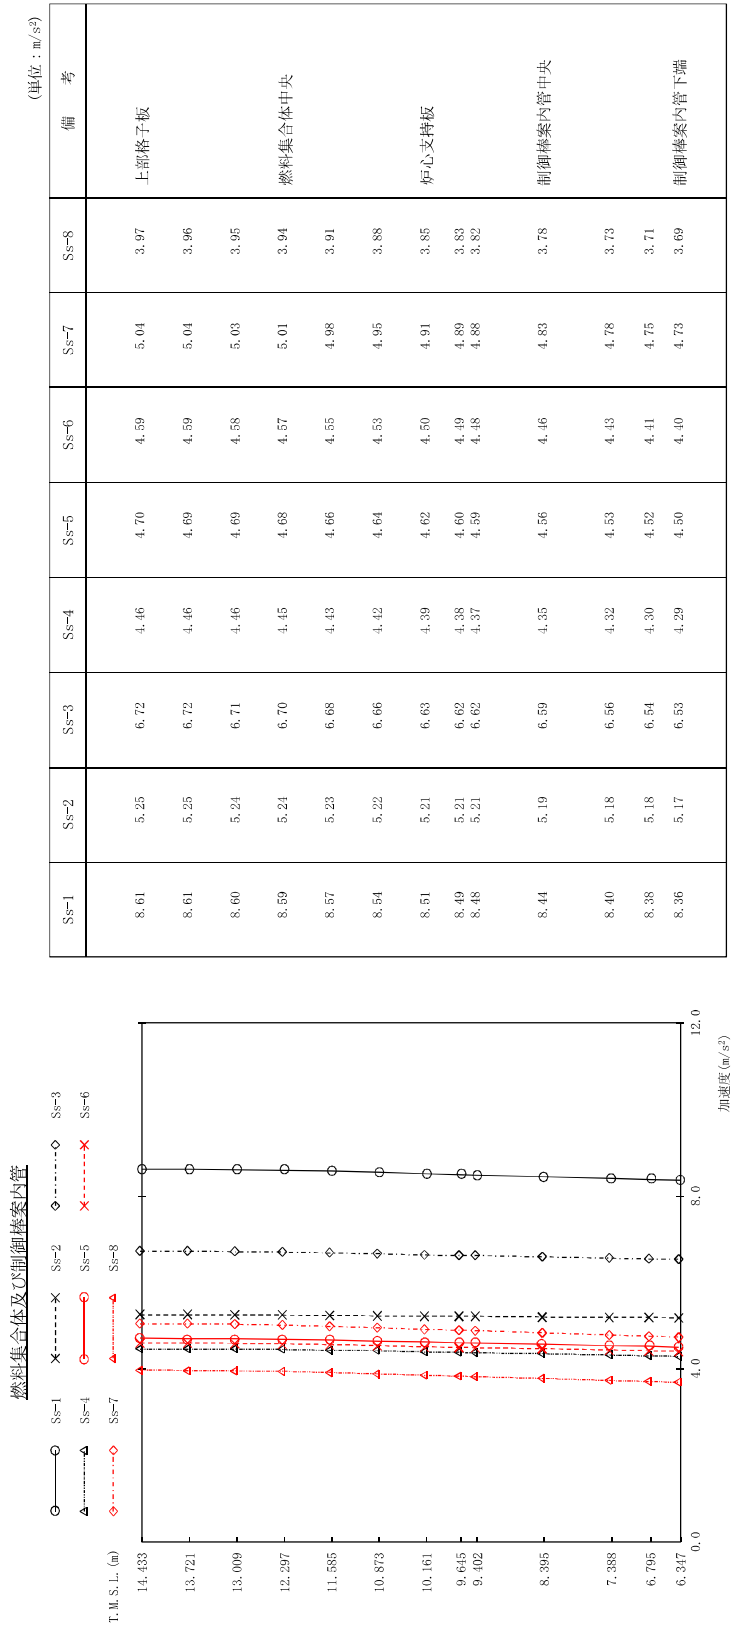 燃料集合体及び制御棒案内管
Ss-1 Ss-2 Ss-3
Ss-4 Ss-5 Ss-6
Ss-7 Ss-8
T.M.S.L.(m)
14.433
13.721
13.009
12.297
11.585
10.873
10.161
9.645
9.402
8.395
7.388
6.795
6.347
0.0 4.0 8.0 12.0
加速度(m/s²)
(単位：m/s²)
Ss-1 Ss-2 Ss-3 Ss-4 Ss-5 Ss-6 Ss-7 Ss-8 備 考
8.61 5.25 6.72 4.46 4.70 4.59 5.04 3.97 上部格子板
8.61 5.25 6.72 4.46 4.69 4.59 5.04 3.96
8.60 5.24 6.71 4.46 4.69 4.58 5.03 3.95
8.59 5.24 6.70 4.45 4.68 4.57 5.01 3.94 燃料集合体中央
8.57 5.23 6.68 4.43 4.66 4.55 4.98 3.91
8.54 5.22 6.66 4.42 4.64 4.53 4.95 3.88
8.51 5.21 6.63 4.39 4.62 4.50 4.91 3.85 炉心支持板
8.49 5.21 6.62 4.38 4.60 4.49 4.89 3.83
8.48 5.21 6.62 4.37 4.59 4.48 4.88 3.82
8.44 5.19 6.59 4.35 4.56 4.46 4.83 3.78 制御棒案内管中央
8.40 5.18 6.56 4.32 4.53 4.43 4.78 3.73
8.38 5.18 6.54 4.30 4.52 4.41 4.75 3.71
8.36 5.17 6.53 4.29 4.50 4.40 4.73 3.69 制御棒案内管下端